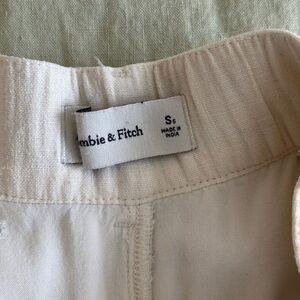 mbie & Fitch
S S
MADE IN
INDIA